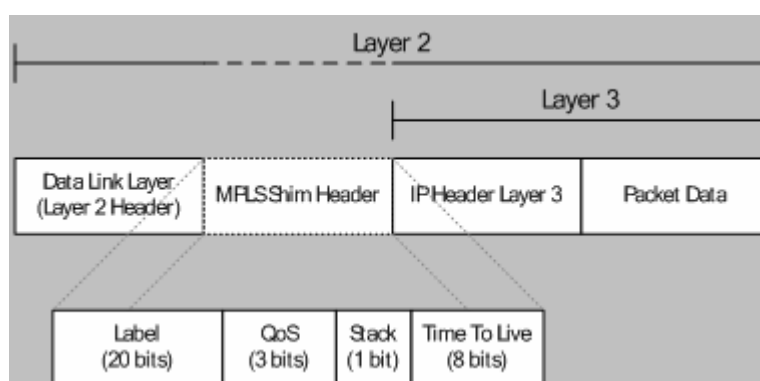 Layer 2
Layer 3
Data Link Layer
(Layer 2 Header)
MPLS Shim Header
IP Header Layer 3
Packet Data
Label
(20 bits)
QoS
(3 bits)
Stack
(1 bit)
Time To Live
(8 bits)